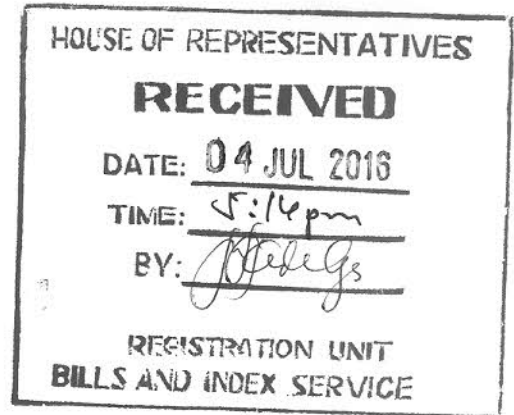 HOUSE OF REPRESENTATIVES
RECEIVED
DATE: 04 JUL 2016
TIME: 5:14pm
BY:
REGISTRATION UNIT
BILLS AND INDEX SERVICE